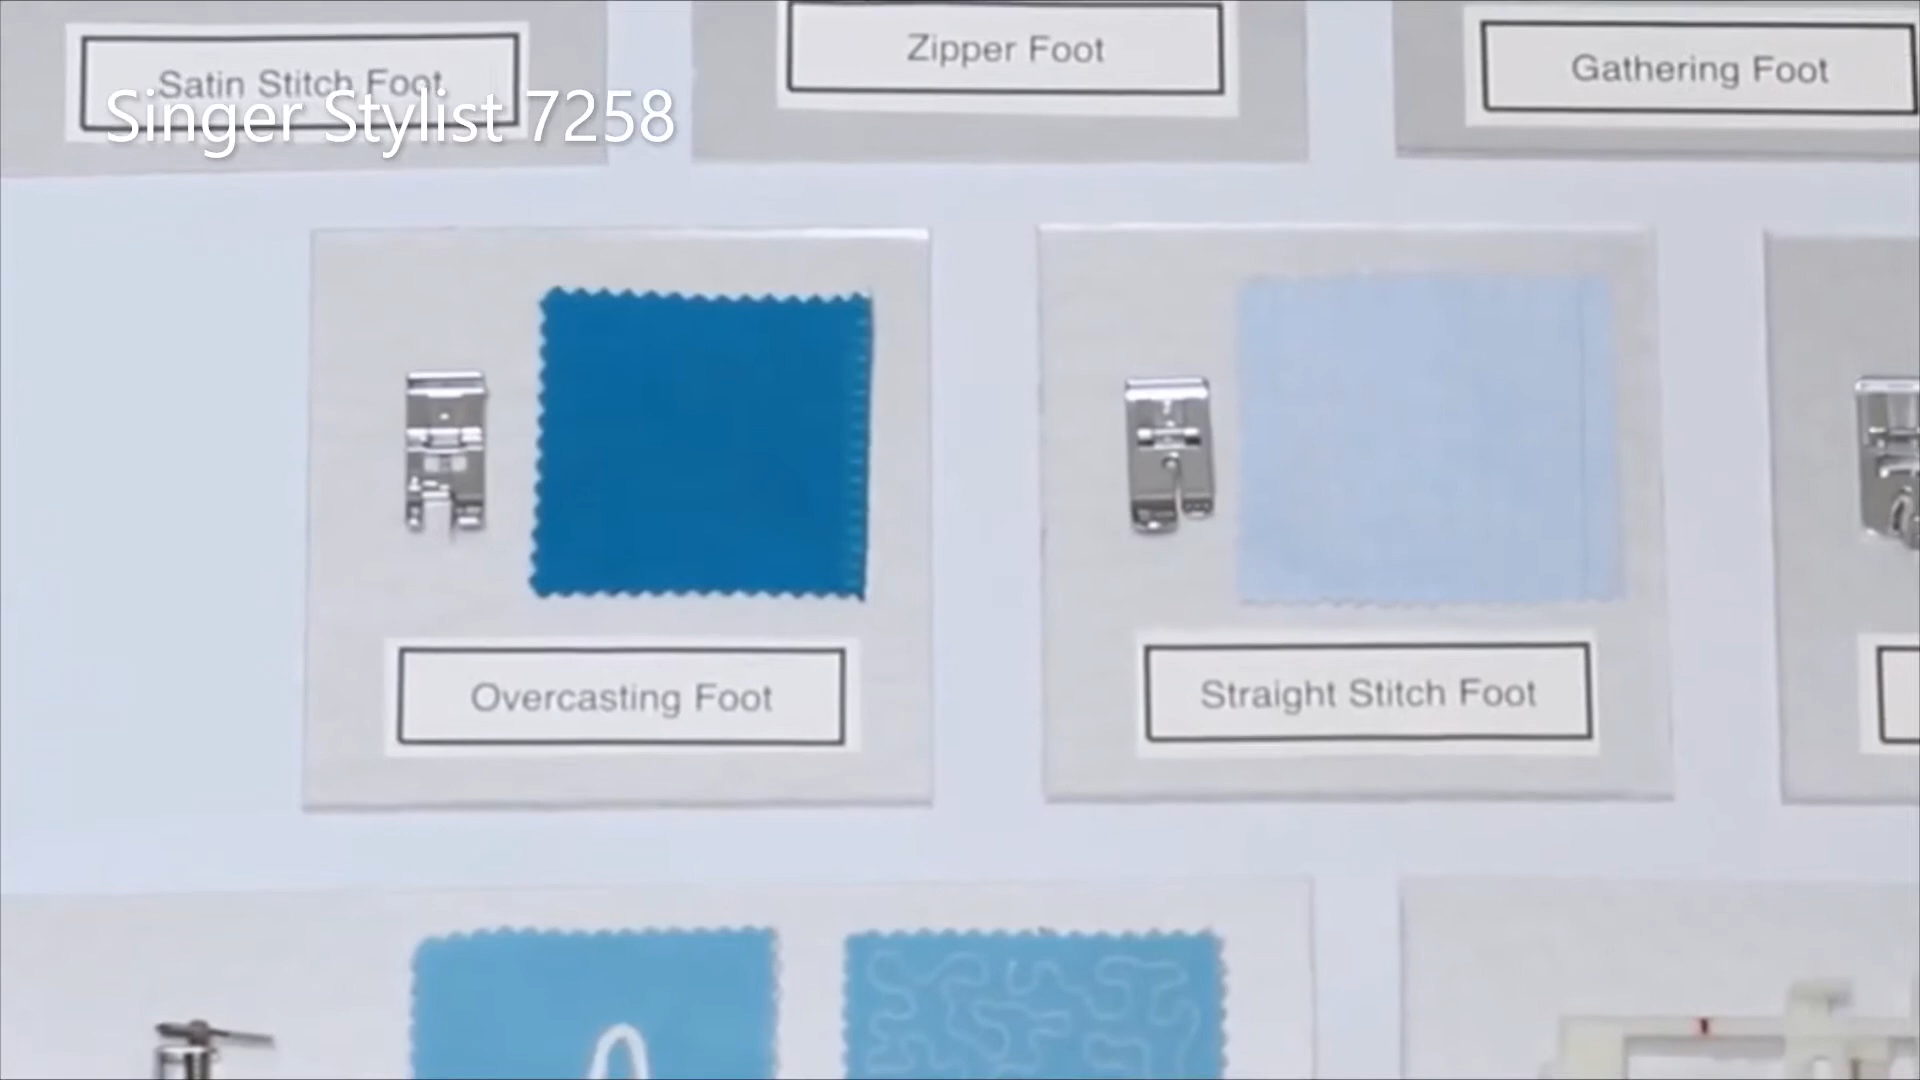 Satin Stitch Foot
Zipper Foot
Gathering Foot
Singer Stylist 7258
Overcasting Foot
Straight Stitch Foot